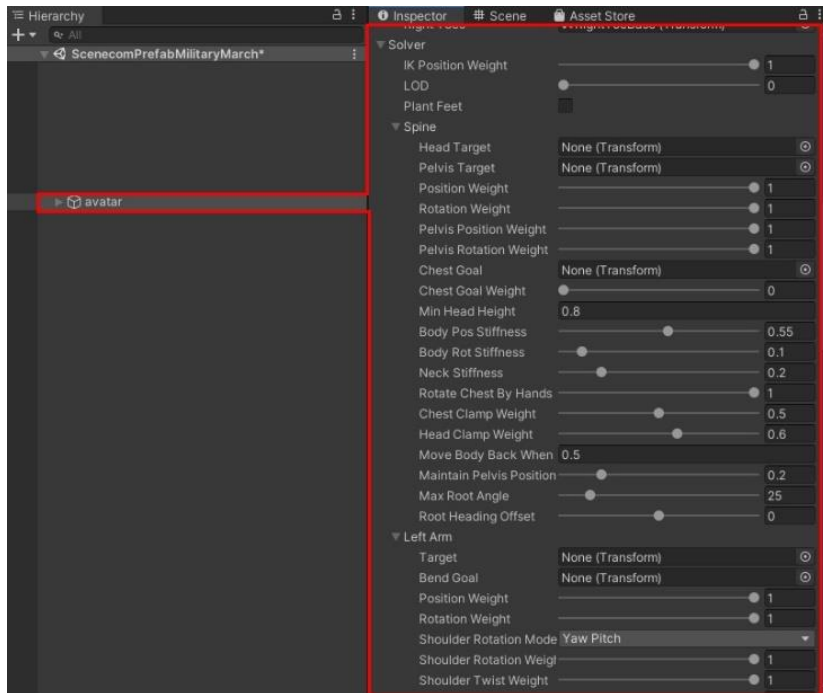 Hierarchy
All
ScenecomPrefabMilitaryMarch*
avatar
Inspector
Scene
Asset Store
Solver
IK Position Weight 1
LOD 0
Plant Feet
Spine
Head Target None (Transform)
Pelvis Target None (Transform)
Position Weight 1
Rotation Weight 1
Pelvis Position Weight 1
Pelvis Rotation Weight 1
Chest Goal None (Transform)
Chest Goal Weight 0
Min Head Height 0.8
Body Pos Stiffness 0.55
Body Rot Stiffness 0.1
Neck Stiffness 0.2
Rotate Chest By Hands 1
Chest Clamp Weight 0.5
Head Clamp Weight 0.6
Move Body Back When 0.5
Maintain Pelvis Position 0.2
Max Root Angle 25
Root Heading Offset 0
Left Arm
Target None (Transform)
Bend Goal None (Transform)
Position Weight 1
Rotation Weight 1
Shoulder Rotation Mode Yaw Pitch
Shoulder Rotation Weigh 1
Shoulder Twist Weight 1